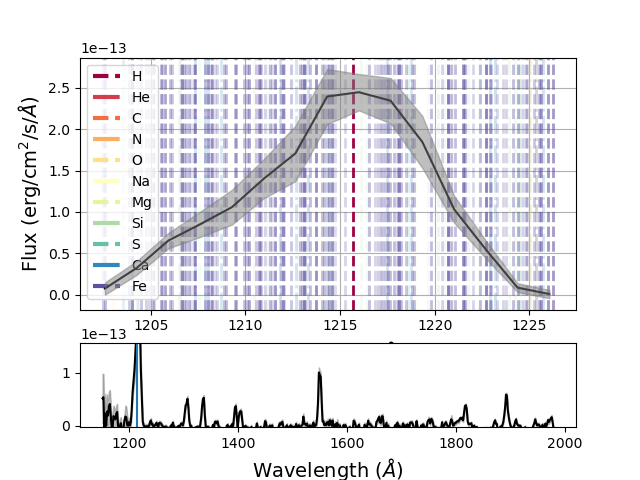 1e−13
Flux (erg/cm²/s/Å)
2.5
2.0
1.5
1.0
0.5
0.0
H
He
C
N
O
Na
Mg
Si
S
Ca
Fe
1205 1210 1215 1220 1225
1e−13
1
0
1200 1400 1600 1800 2000
Wavelength (Å)